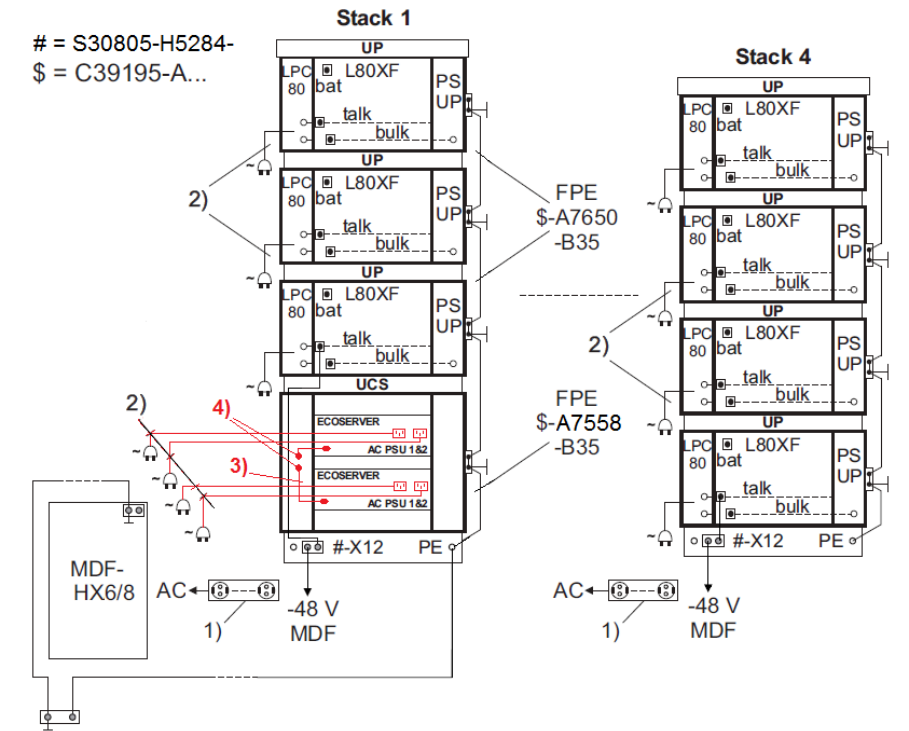 Stack 1
# = S30805-H5284-
$ = C39195-A...
UP
LPC
80
bat
L80XF
talk
bulk
PS
UP
UP
LPC
80
bat
L80XF
talk
bulk
PS
UP
UP
LPC
80
bat
L80XF
talk
bulk
PS
UP
UCS
ECOSERVER
AC PSU 1&2
ECOSERVER
AC PSU 1&2
#-X12
PE
~
~
~
2)
2)
~
~
~
~
4)
3)
FPE
$-A7650
-B35
FPE
$-A7558
-B35
MDF-
HX6/8
AC
1)
-48 V
MDF
Stack 4
UP
LPC
80
bat
L80XF
talk
bulk
PS
UP
UP
LPC
80
bat
L80XF
talk
bulk
PS
UP
UP
LPC
80
bat
L80XF
talk
bulk
PS
UP
UP
LPC
80
bat
L80XF
talk
bulk
PS
UP
~
~
~
~
2)
#-X12
PE
AC
1)
-48 V
MDF